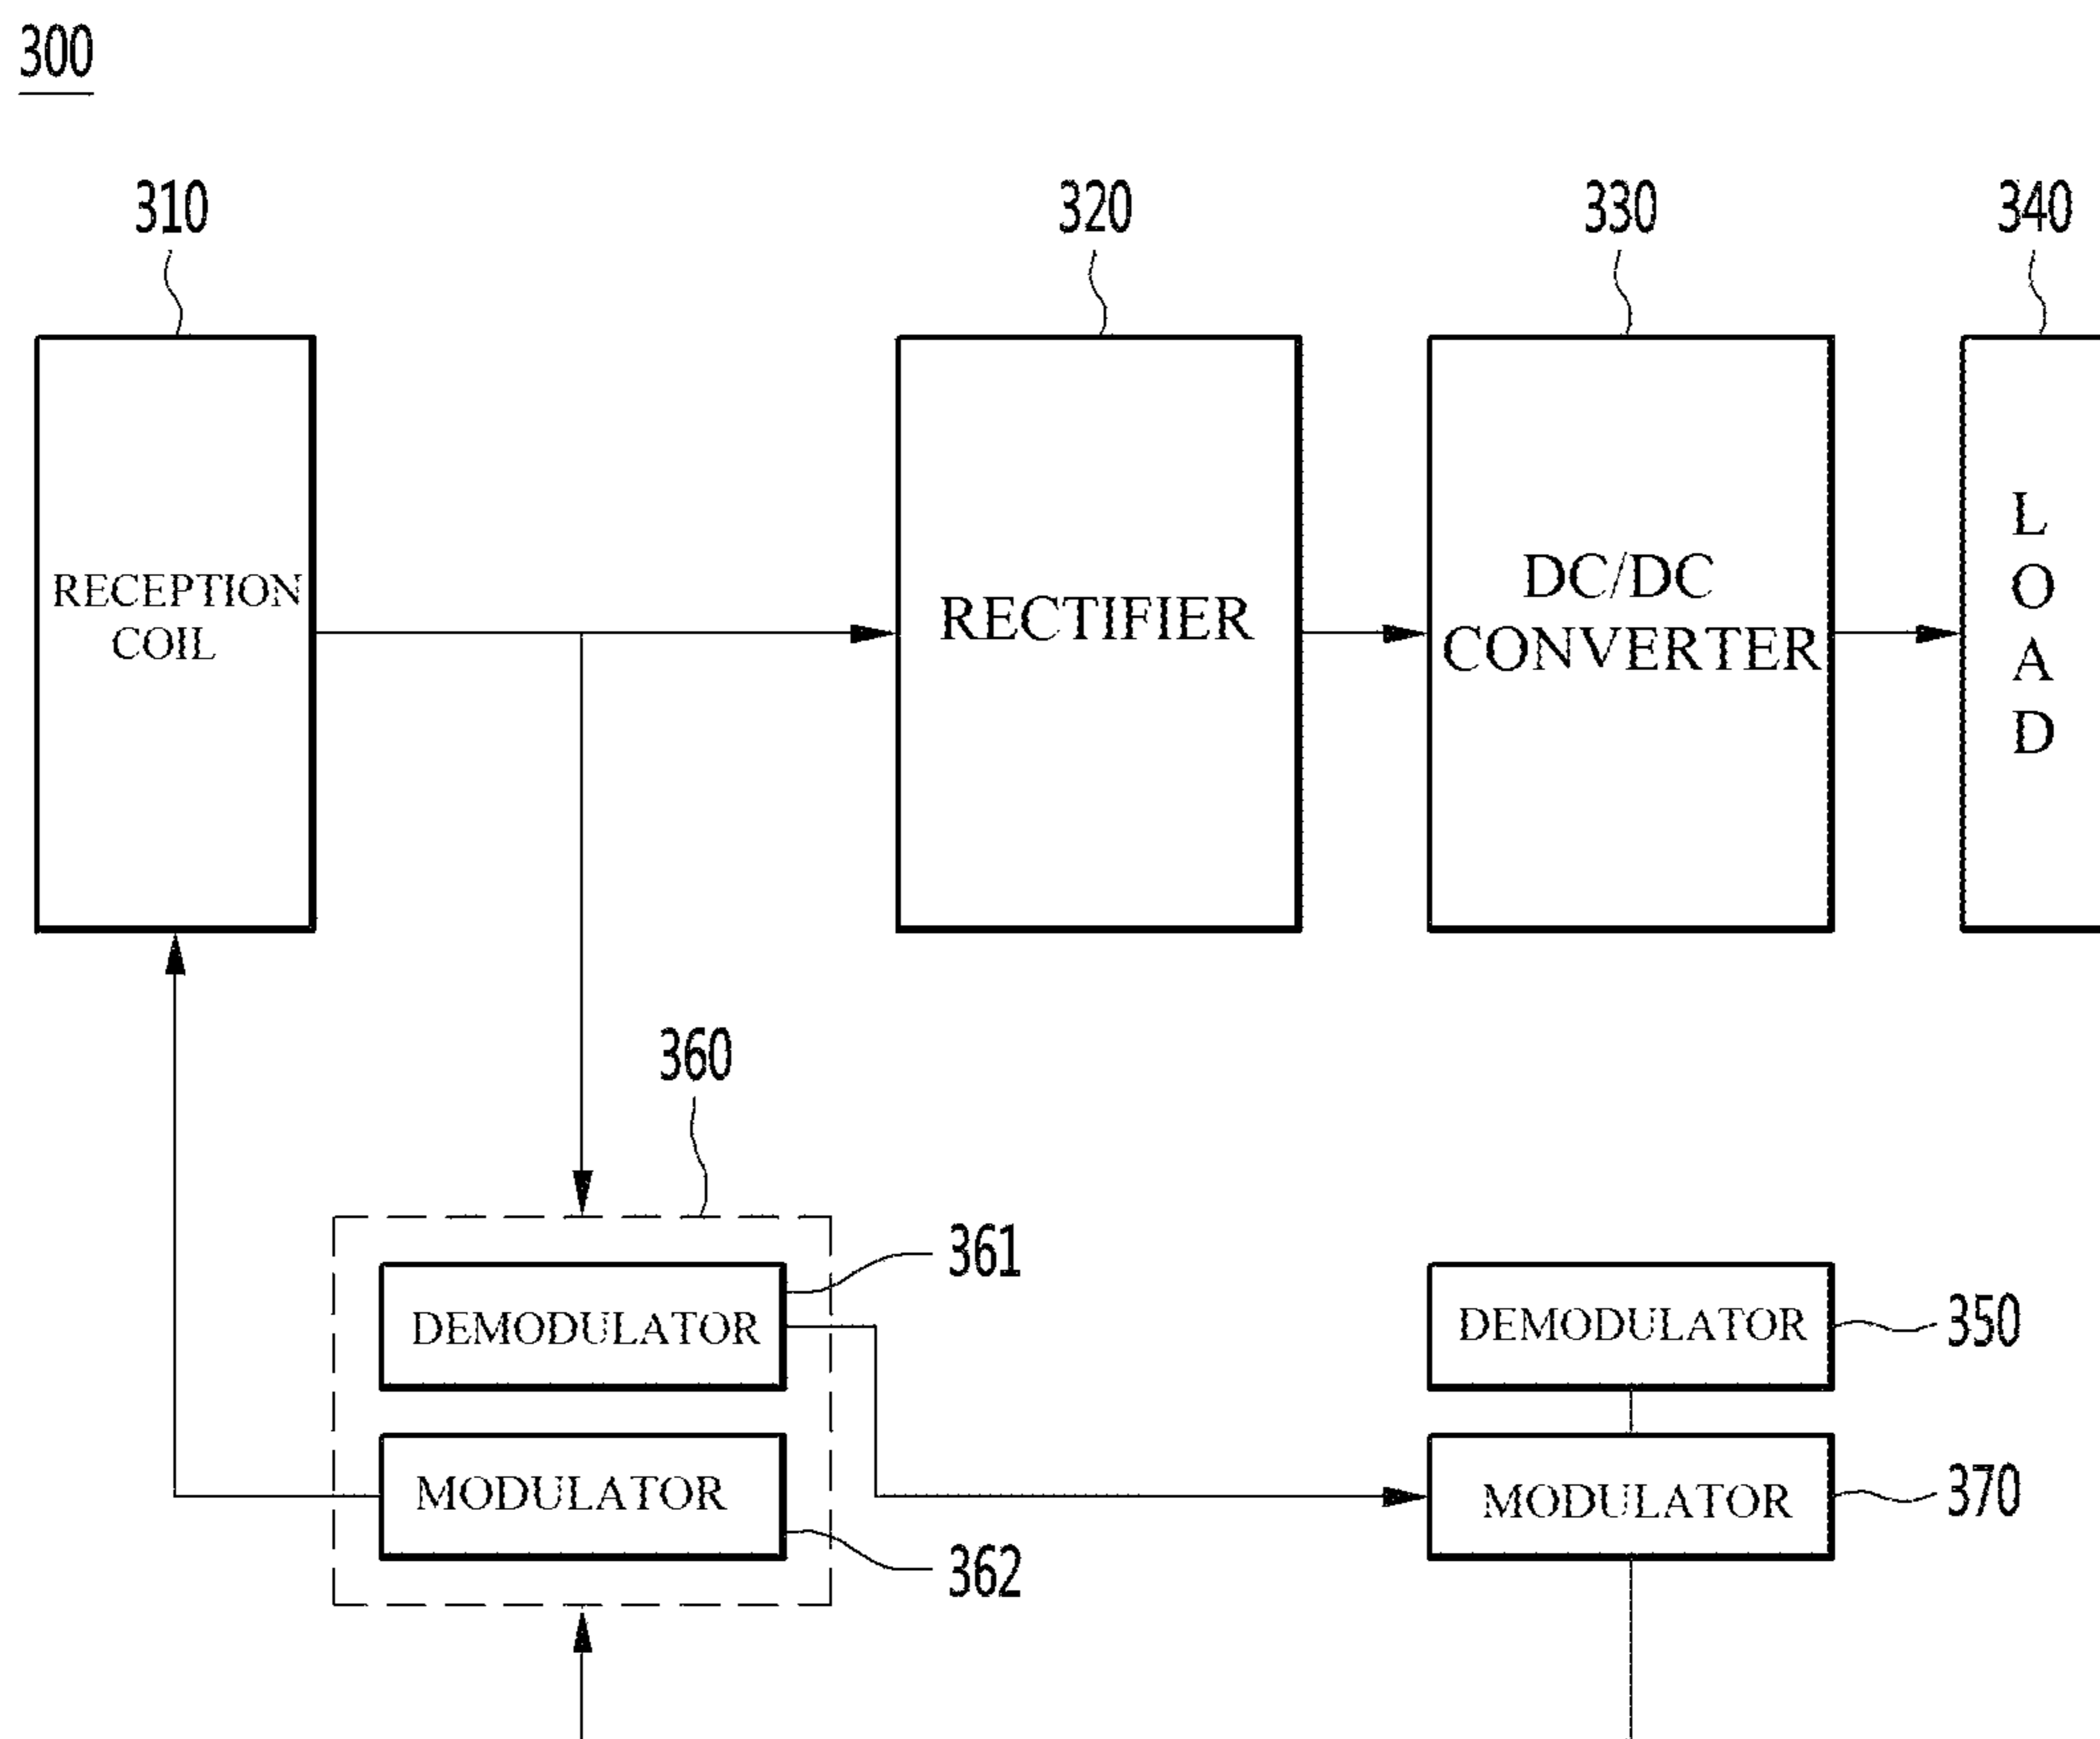 300
310
320
330
340
RECEPTION
COIL
RECTIFIER
DC/DC
CONVERTER
L
O
A
D
360
361
DEMODULATOR
DEMODULATOR
350
MODULATOR
MODULATOR
370
362